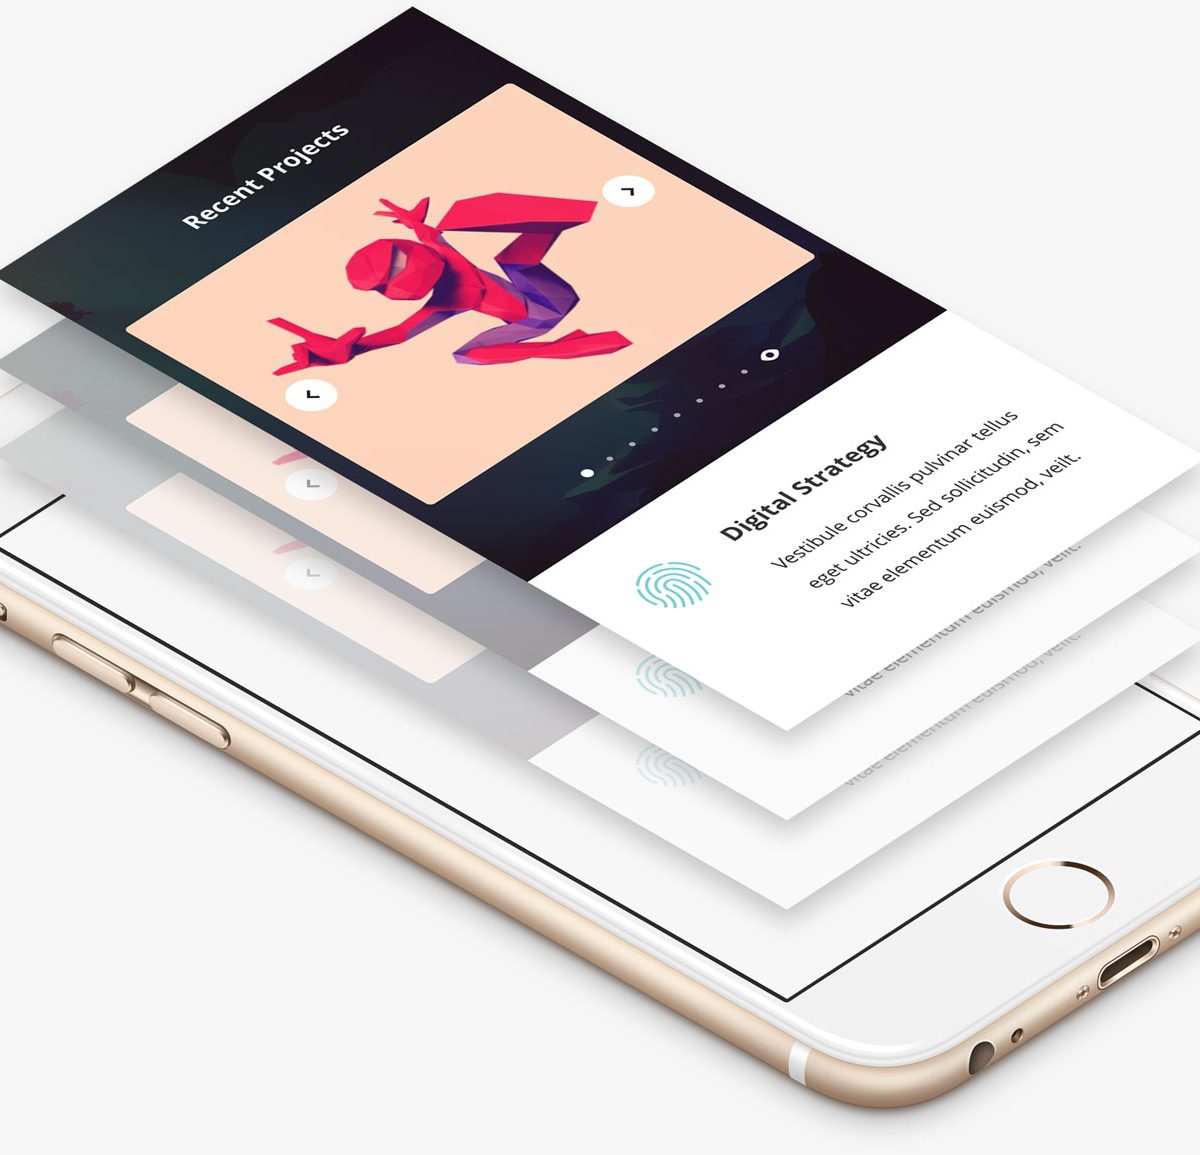 Recent Projects
Digital Strategy
Vestibule corvallis pulvinar tellus
eget ultricies. Sed sollicitudin, sem
vitae elementum euismod, velit.
vitae elementum euismod, velit.
vitae elementum euismod, velit.